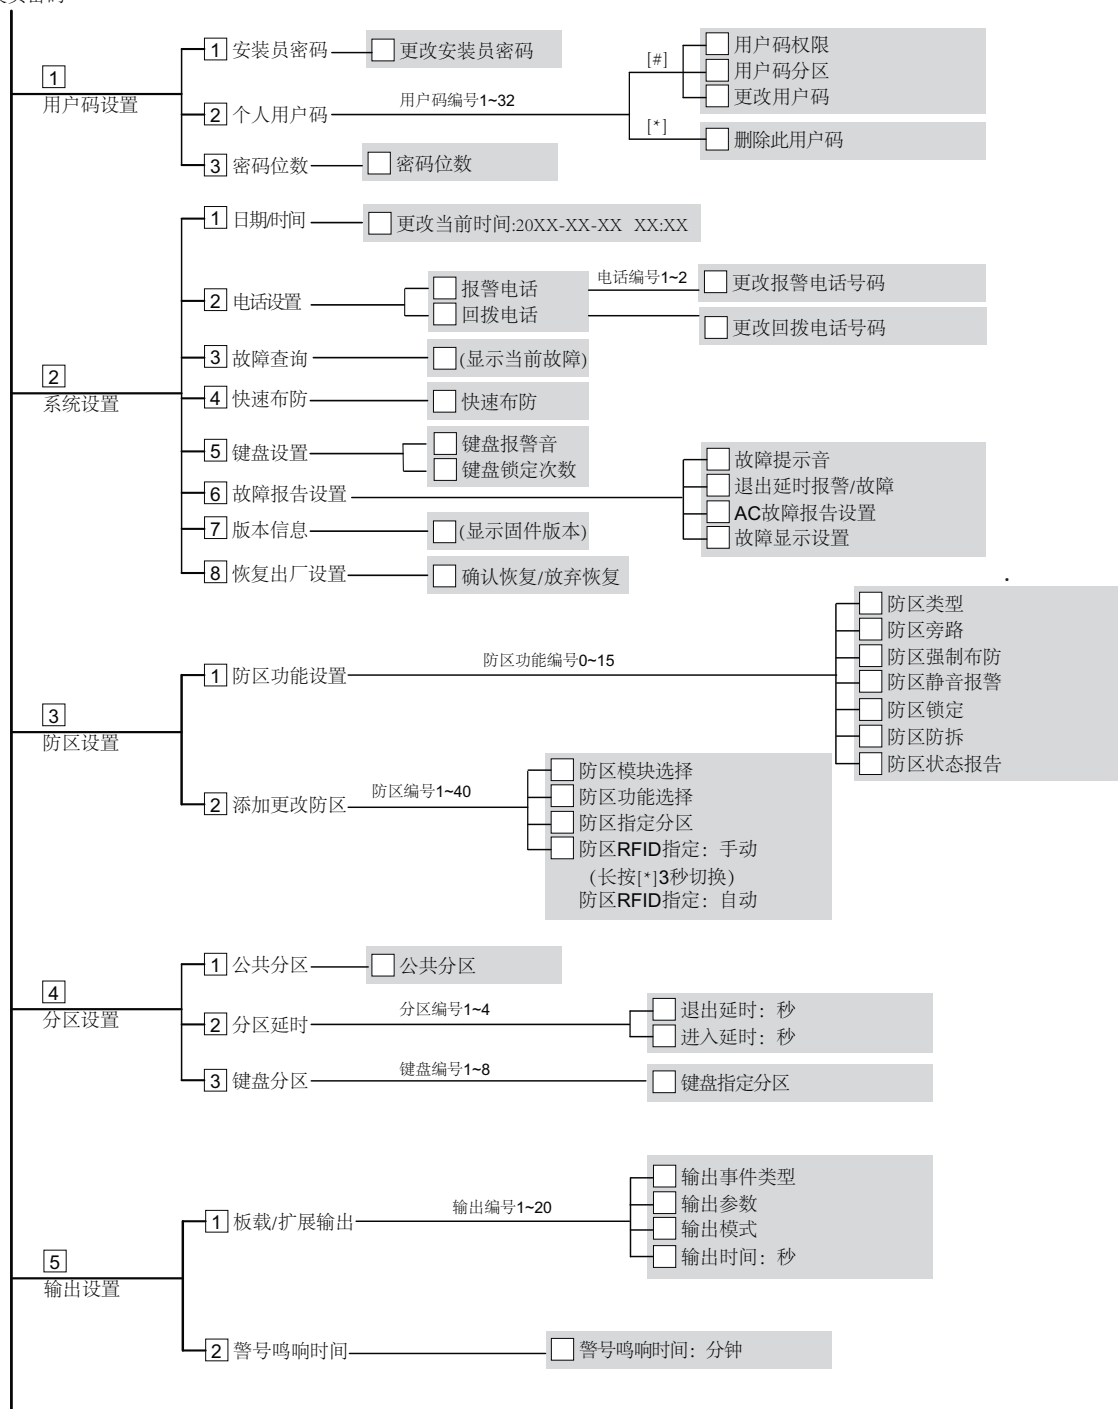 1 安装员密码 更改安装员密码
[#] 用户码权限
用户码分区
更改用户码
1
用户码设置
2 个人用户码 用户码编号1~32
[*] 删除此用户码
3 密码位数 密码位数
1 日期/时间 更改当前时间:20XX-XX-XX XX:XX
2 电话设置 报警电话 电话编号1~2 更改报警电话号码
回拨电话 更改回拨电话号码
3 故障查询 (显示当前故障)
2
系统设置
4 快速布防 快速布防
5 键盘设置 键盘报警音
键盘锁定次数
6 故障报告设置 故障提示音
退出延时报警/故障
AC故障报告设置
故障显示设置
7 版本信息 (显示固件版本)
8 恢复出厂设置 确认恢复/放弃恢复
3
防区设置
1 防区功能设置 防区功能编号0~15
防区类型
防区旁路
防区强制布防
防区静音报警
防区锁定
防区防拆
防区状态报告
2 添加更改防区 防区编号1~40
防区模块选择
防区功能选择
防区指定分区
防区RFID指定：手动
(长按[*]3秒切换)
防区RFID指定：自动
4
分区设置
1 公共分区 公共分区
2 分区延时 分区编号1~4
退出延时：秒
进入延时：秒
3 键盘分区 键盘编号1~8 键盘指定分区
5
输出设置
1 板载/扩展输出 输出编号1~20
输出事件类型
输出参数
输出模式
输出时间：秒
2 警号鸣响时间 警号鸣响时间：分钟